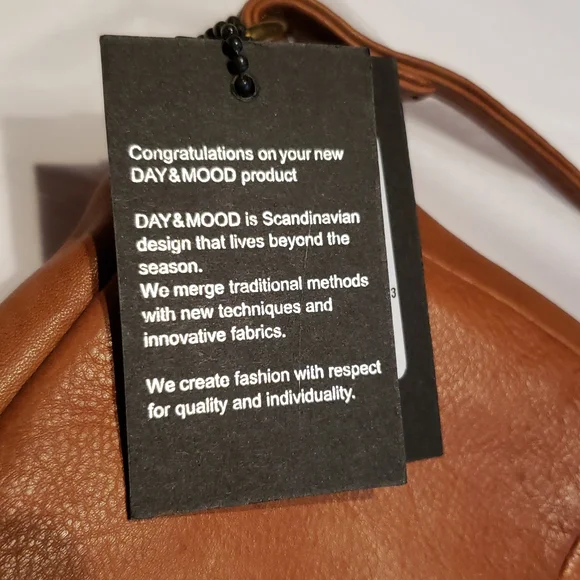 Congratulations on your new
DAY&MOOD product
DAY&MOOD is Scandinavian
design that lives beyond the
season.
We merge traditional methods
with new techniques and
innovative fabrics.
We create fashion with respect
for quality and individuality.
3